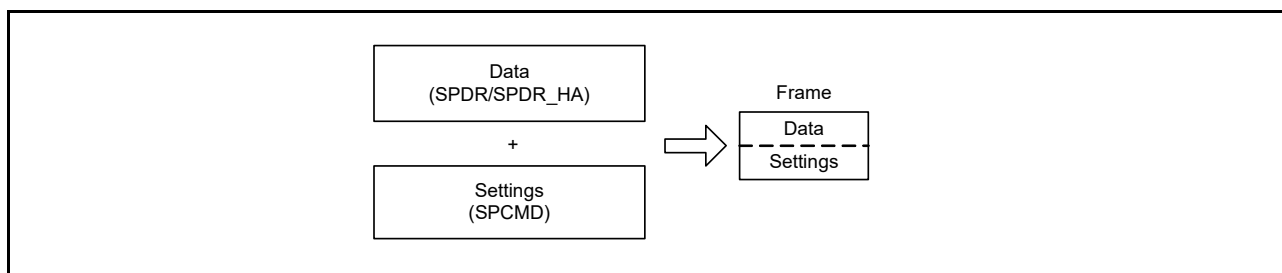 Data
(SPDR/SPDR_HA)
+
Settings
(SPCMD)
Frame
Data
Settings